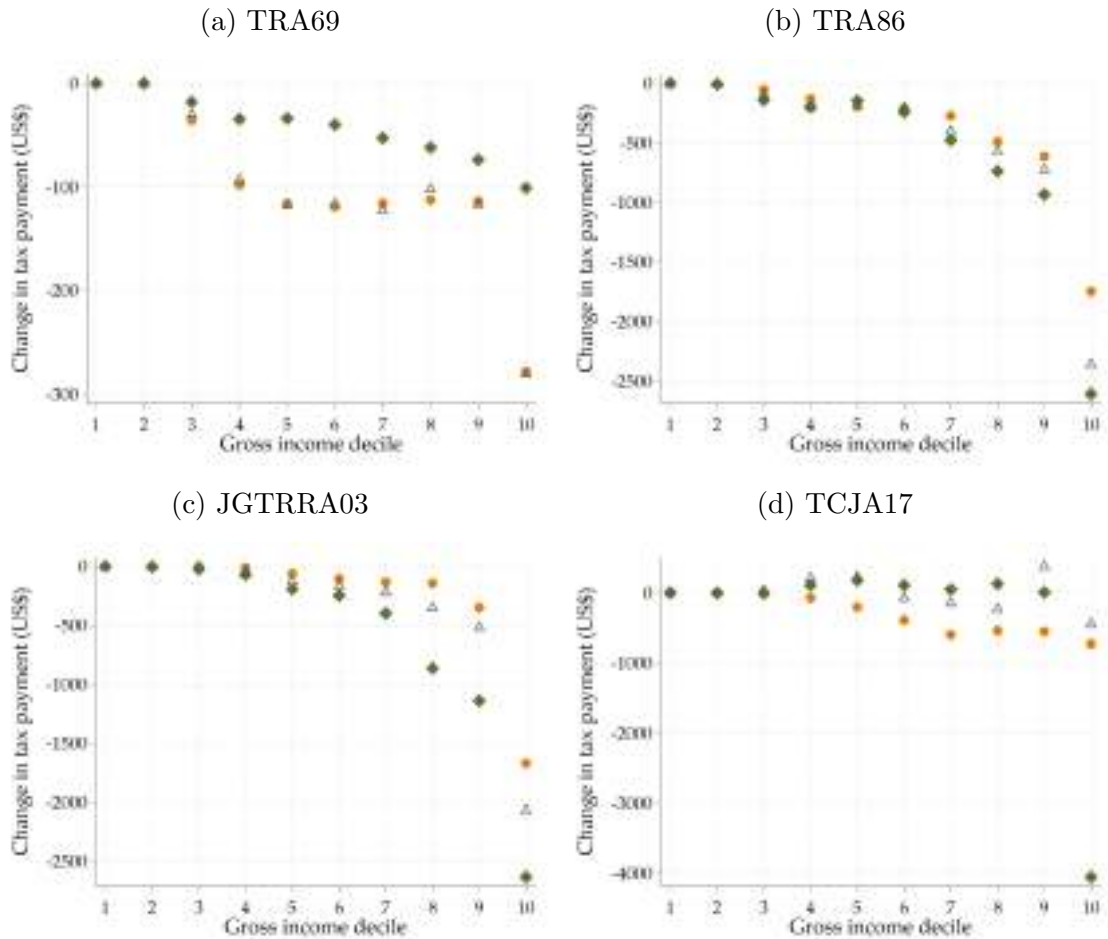 (a) TRA69
0
-100
-200
-300
Change in tax payment (US$)
1 2 3 4 5 6 7 8 9 10
Gross income decile
(b) TRA86
0
-500
-1000
-1500
-2000
-2500
Change in tax payment (US$)
1 2 3 4 5 6 7 8 9 10
Gross income decile
(c) JGTRRA03
0
-500
-1000
-1500
-2000
-2500
Change in tax payment (US$)
1 2 3 4 5 6 7 8 9 10
Gross income decile
(d) TCJA17
0
-1000
-2000
-3000
-4000
Change in tax payment (US$)
1 2 3 4 5 6 7 8 9 10
Gross income decile